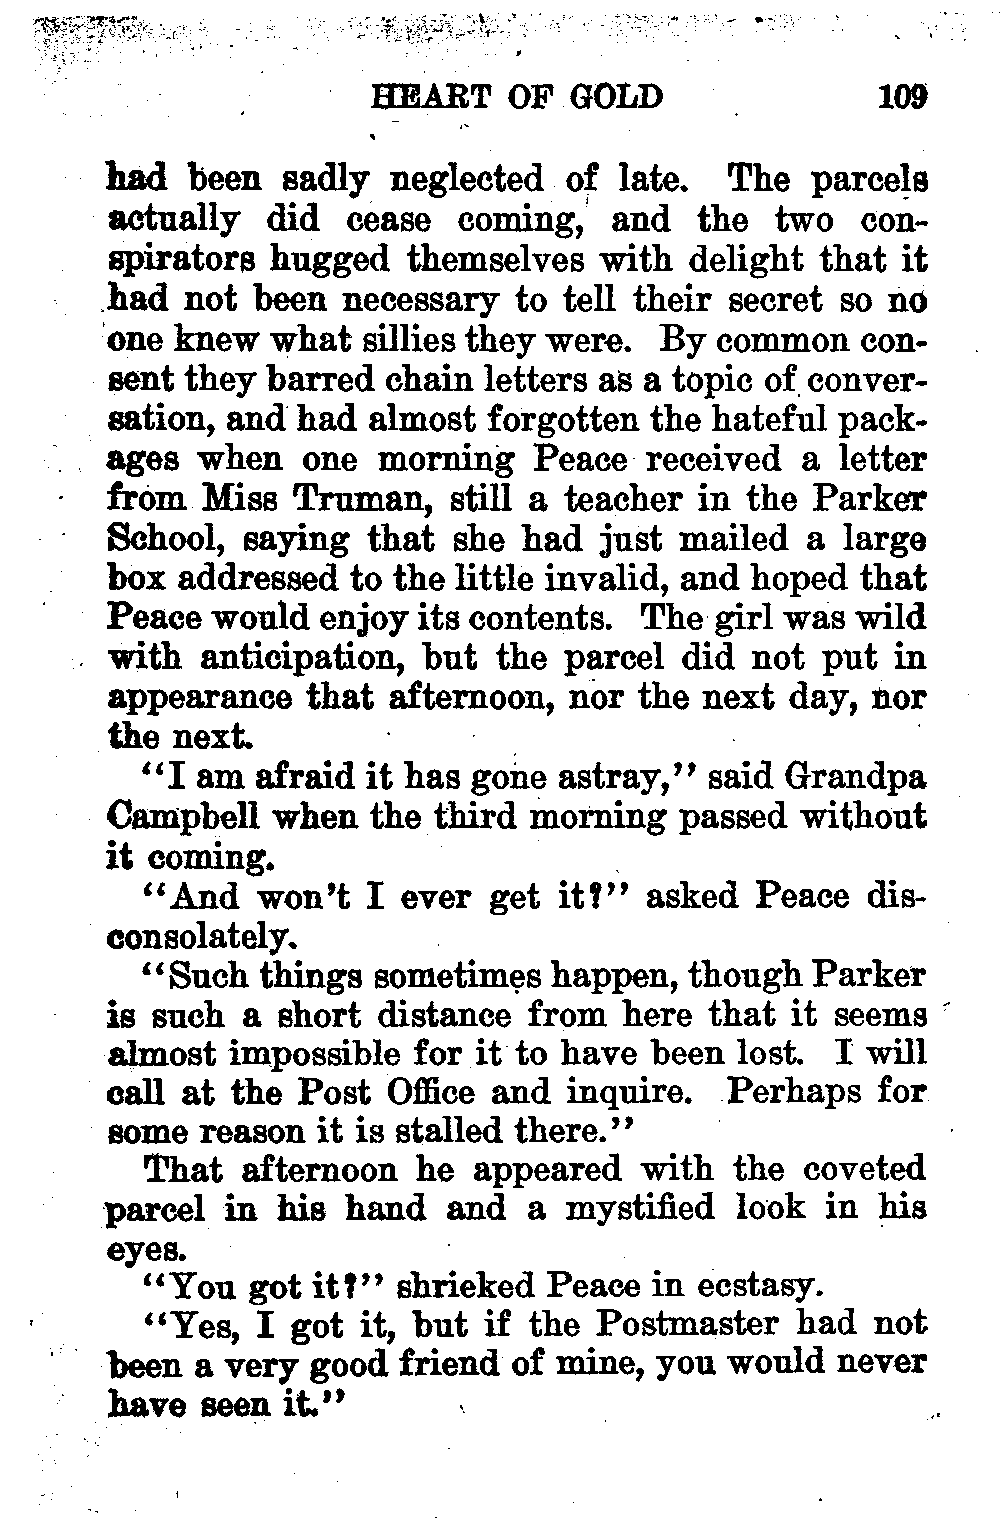 HEART OF GOLD 109
had been sadly neglected of late. The parcels
actually did cease coming, and the two con-
spirators hugged themselves with delight that it
had not been necessary to tell their secret so no
one knew what sillies they were. By common con-
sent they barred chain letters as a topic of conver-
sation, and had almost forgotten the hateful pack-
ages when one morning Peace received a letter
from Miss Truman, still a teacher in the Parker
School, saying that she had just mailed a large
box addressed to the little invalid, and hoped that
Peace would enjoy its contents. The girl was wild
with anticipation, but the parcel did not put in
appearance that afternoon, nor the next day, nor
the next.
"I am afraid it has gone astray," said Grandpa
Campbell when the third morning passed without
it coming.
"And won't I ever get it?" asked Peace dis-
consolately.
"Such things sometimes happen, though Parker
is such a short distance from here that it seems
almost impossible for it to have been lost. I will
call at the Post Office and inquire. Perhaps for
some reason it is stalled there."
That afternoon he appeared with the coveted
parcel in his hand and a mystified look in his
eyes.
"You got it?" shrieked Peace in ecstasy.
"Yes, I got it, but if the Postmaster had not
been a very good friend of mine, you would never
have seen it."